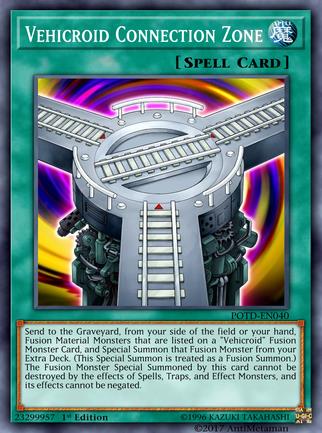 Vehicroid Connection Zone
[Spell Card]
POTD-EN040
Send to the Graveyard, from your side of the field or your hand,
Fusion Material Monsters that are listed on a "Vehicroid" Fusion
Monster Card, and Special Summon that Fusion Monster from your
Extra Deck. (This Special Summon is treated as a Fusion Summon.)
The Fusion Monster Special Summoned by this card cannot be
destroyed by the effects of Spells, Traps, and Effect Monsters, and
its effects cannot be negated.
23299957 1st Edition ©1996 KAZUKI TAKAHASHI
©2017 AntiMetaman